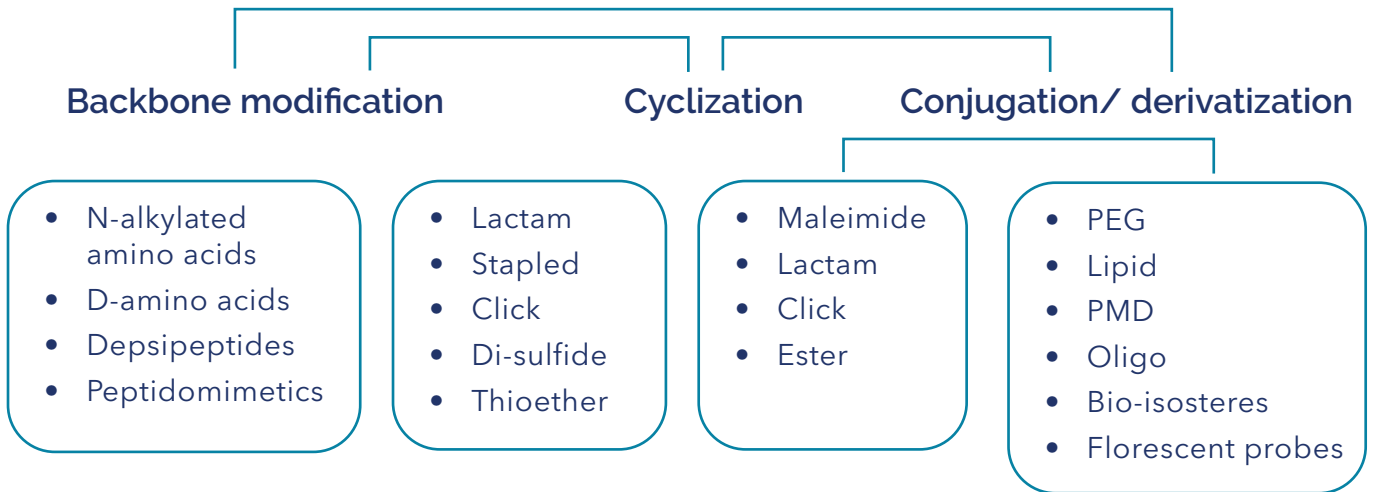 Backbone modification
Cyclization
Conjugation/ derivatization
• N-alkylated
amino acids
• D-amino acids
• Depsipeptides
• Peptidomimetics
• Lactam
• Stapled
• Click
• Di-sulfide
• Thioether
• Maleimide
• Lactam
• Click
• Ester
• PEG
• Lipid
• PMD
• Oligo
• Bio-isosteres
• Florescent probes